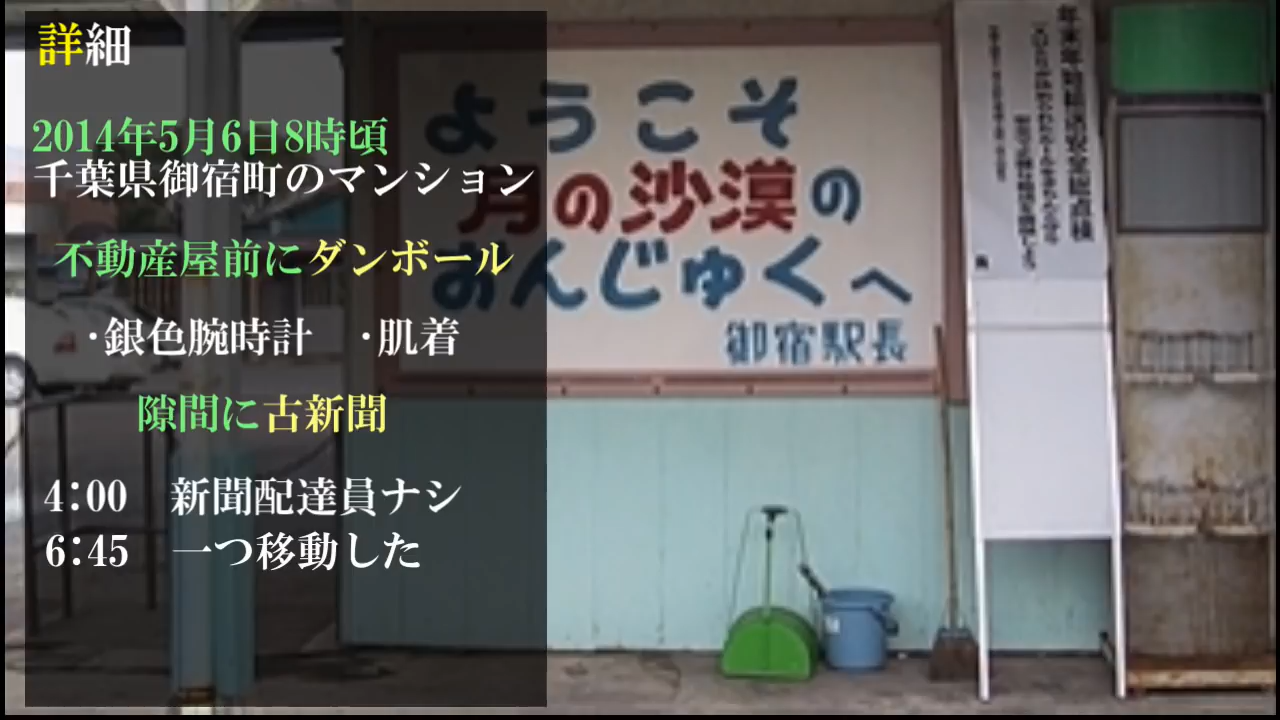 詳細
2014年5月6日8時頃
千葉県御宿町のマンション
不動産屋前にダンボール
・銀色腕時計　・肌着
隙間に古新聞
4:00　新聞配達員ナシ
6:45　一つ移動した
ようこそ
月の沙漠の
おんじゅくへ
御宿駅長